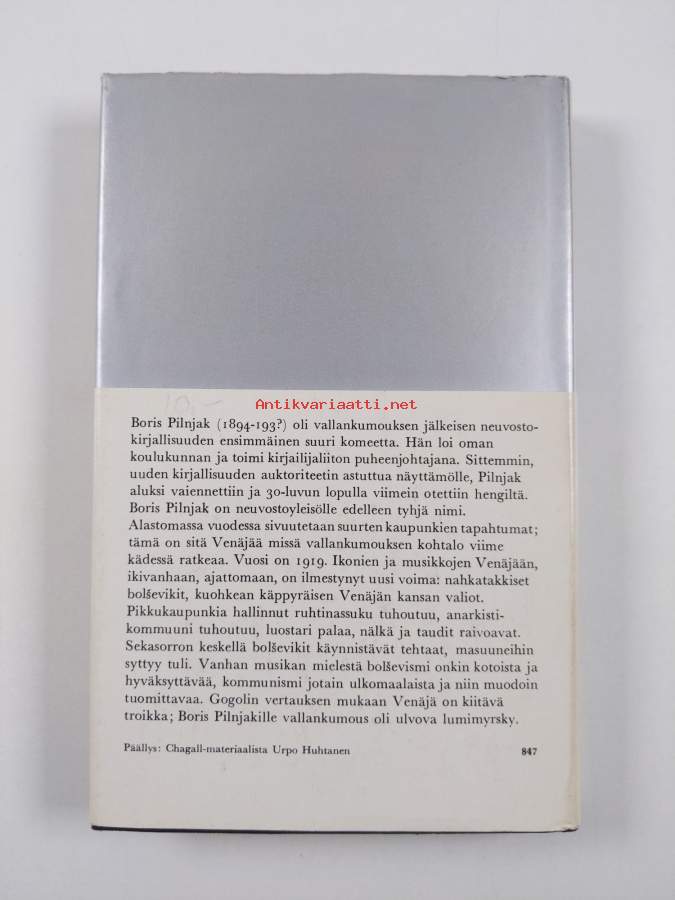 10,-
Antikvariaatti.net
Boris Pilnjak (1894-193?) oli vallankumouksen jälkeisen neuvosto-
kirjallisuuden ensimmäinen suuri komeetta. Hän loi oman
koulukunnan ja toimi kirjailijaliiton puheenjohtajana. Sittemmin,
uuden kirjallisuuden auktoriteetin astuttua näyttämölle, Pilnjak
aluksi vaiennettiin ja 30-luvun lopulla viimein otettiin hengiltä.
Boris Pilnjak on neuvostoyleisölle edelleen tyhjä nimi.
Alastomassa vuodessa sivuutetaan suurten kaupunkien tapahtumat;
tämä on sitä Venäjää missä vallankumouksen kohtalo viime
kädessä ratkeaa. Vuosi on 1919. Ikonien ja musikkojen Venäjään,
ikivanhaan, ajattomaan, on ilmestynyt uusi voima: nahkatakkiset
bolševikit, kuohkean käppyräisen Venäjän kansan valiot.
Pikkukaupunkia hallinnut ruhtinassuku tuhoutuu, anarkisti-
kommuuni tuhoutuu, luostari palaa, nälkä ja taudit raivoavat.
Sekasorron keskellä bolševikit käynnistävät tehtaat, masuuneihin
syttyy tuli. Vanhan musikan mielestä bolševismi onkin kotoista ja
hyväksyttävää, kommunismi jotain ulkomaalaista ja niin muodoin
tuomittavaa. Gogolin vertauksen mukaan Venäjä on kiitävä
troikka; Boris Pilnjakille vallankumous oli ulvova lumimyrsky.
Päällys: Chagall-materiaalista Urpo Huhtanen
847